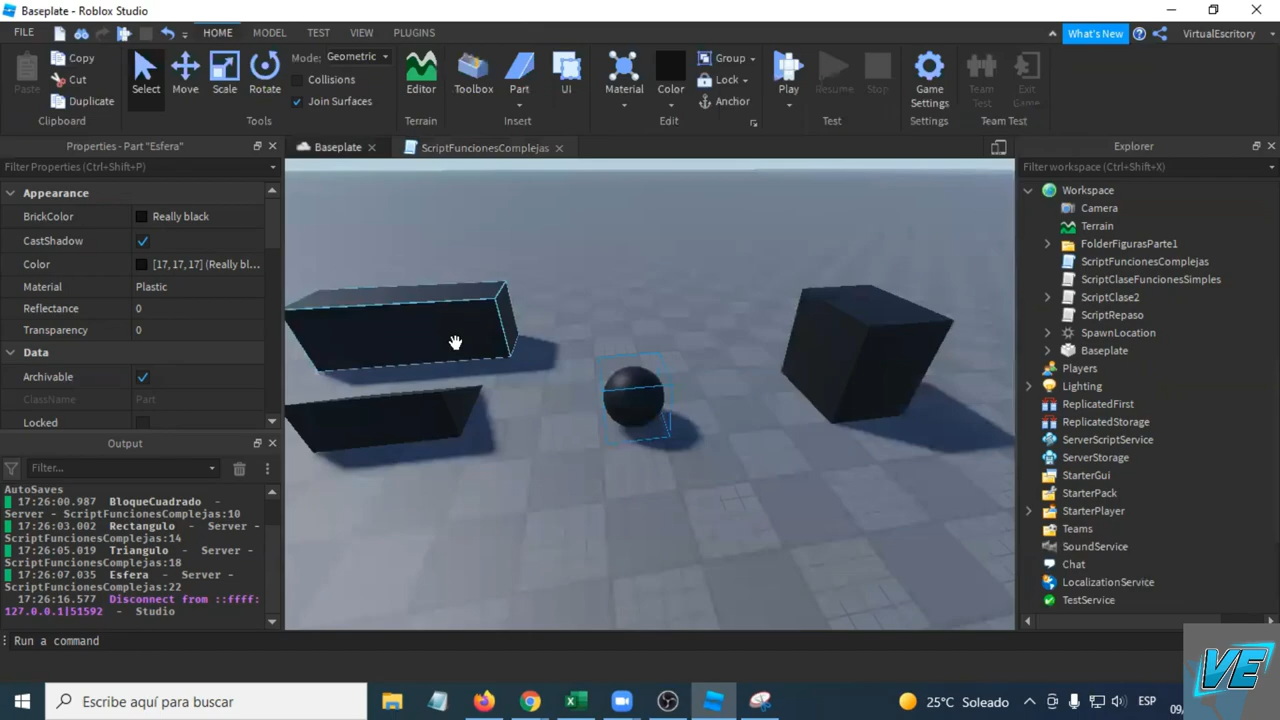 Baseplate - Roblox Studio
FILE HOME MODEL TEST VIEW PLUGINS What's New VirtualEscritory
Paste Copy Cut Duplicate Clipboard
Select Move Scale Rotate Tools
Mode: Geometric
Collisions
Join Surfaces
Editor Terrain
Toolbox Part UI Insert
Material Color Group Lock Anchor Edit
Play Resume Stop Test
Game Settings Settings
Team Test Exit Game Team Test
Properties - Part "Esfera"
Filter Properties (Ctrl+Shift+P)
Appearance
BrickColor Really black
CastShadow
Color [17, 17, 17] (Really bl...
Material Plastic
Reflectance 0
Transparency 0
Data
Archivable
ClassName Part
Locked
Output
Filter...
AutoSaves
17:26:00.987 BloqueCuadrado -
Server - ScriptFuncionesComplejas:10
17:26:03.002 Rectangulo - Server -
ScriptFuncionesComplejas:14
17:26:05.019 Triangulo - Server -
ScriptFuncionesComplejas:18
17:26:07.035 Esfera - Server -
ScriptFuncionesComplejas:22
17:26:16.577 Disconnect from ::ffff:
127.0.0.1|51592 - Studio
Baseplate ScriptFuncionesComplejas
Explorer
Filter workspace (Ctrl+Shift+X)
Workspace
Camera
Terrain
FolderFigurasParte1
ScriptFuncionesComplejas
ScriptClaseFuncionesSimples
ScriptClase2
ScriptRepaso
SpawnLocation
Baseplate
Players
Lighting
ReplicatedFirst
ReplicatedStorage
ServerScriptService
ServerStorage
StarterGui
StarterPack
StarterPlayer
Teams
SoundService
Chat
LocalizationService
TestService
Run a command
VE
Escribe aquí para buscar
25°C Soleado
ESP
09/